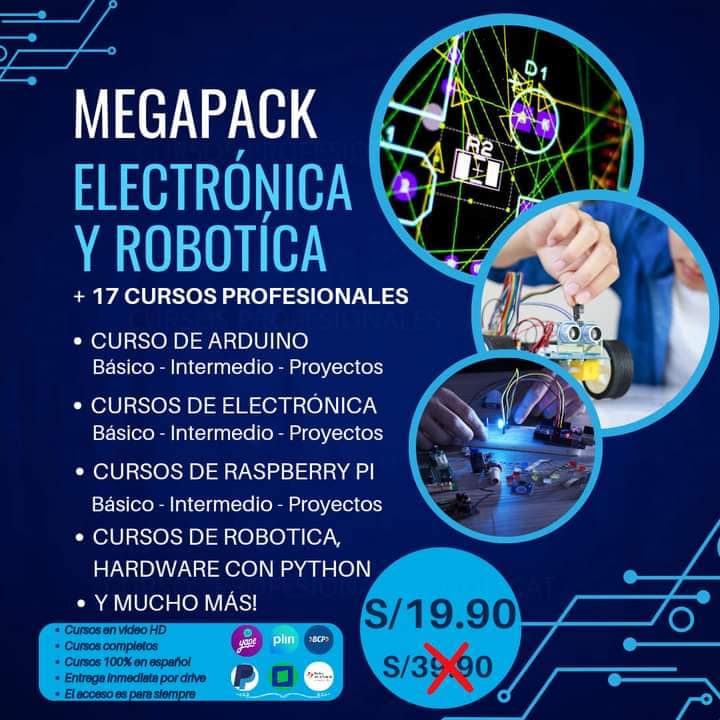 MEGAPACK
ELECTRÓNICA
Y ROBOTÍCA
+ 17 CURSOS PROFESIONALES
• CURSO DE ARDUINO
Básico - Intermedio - Proyectos
• CURSOS DE ELECTRÓNICA
Básico - Intermedio - Proyectos
• CURSOS DE RASPBERRY PI
Básico - Intermedio - Proyectos
• CURSOS DE ROBOTICA,
HARDWARE CON PYTHON
• Y MUCHO MÁS!
• Cursos en video HD
• Cursos completos
• Cursos 100% en español
• Entrega inmediata por drive
• El acceso es para siempre
yape
plin
BCP
S/19.90
S/39.90
D1
R2
1